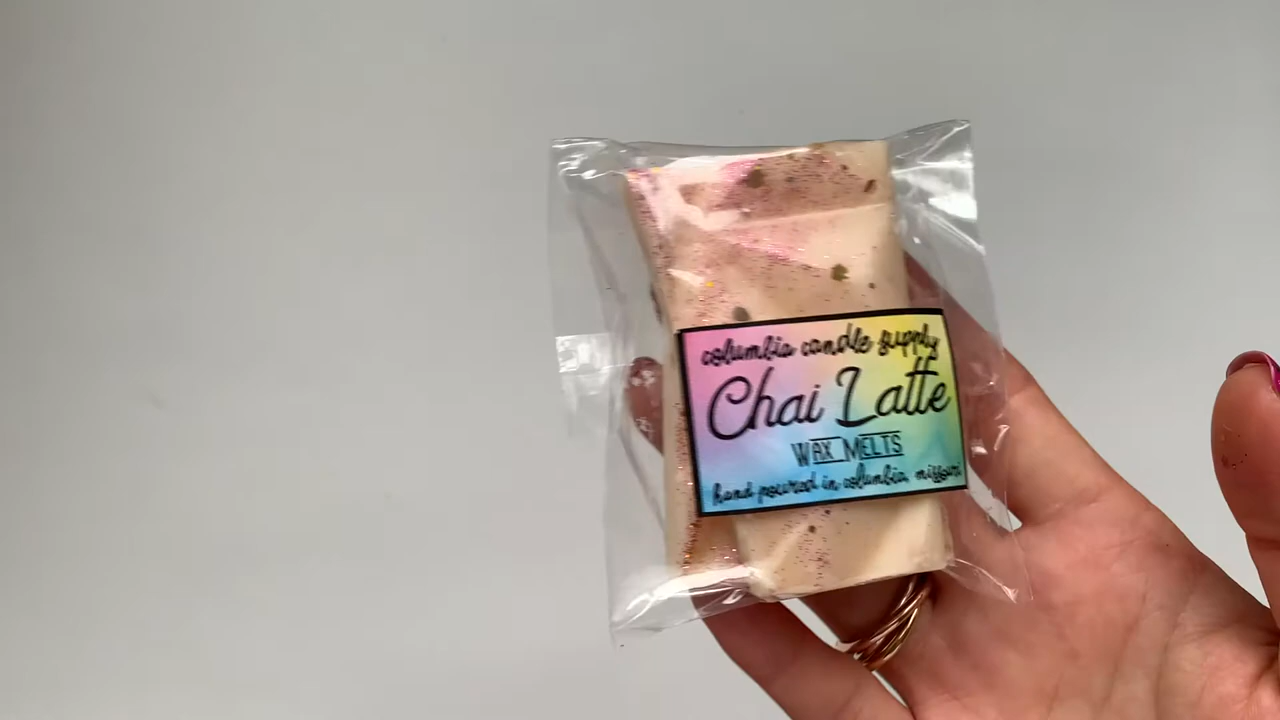 columbia candle supply
Chai Latte
WAX MELTS
hand poured in columbia, missouri